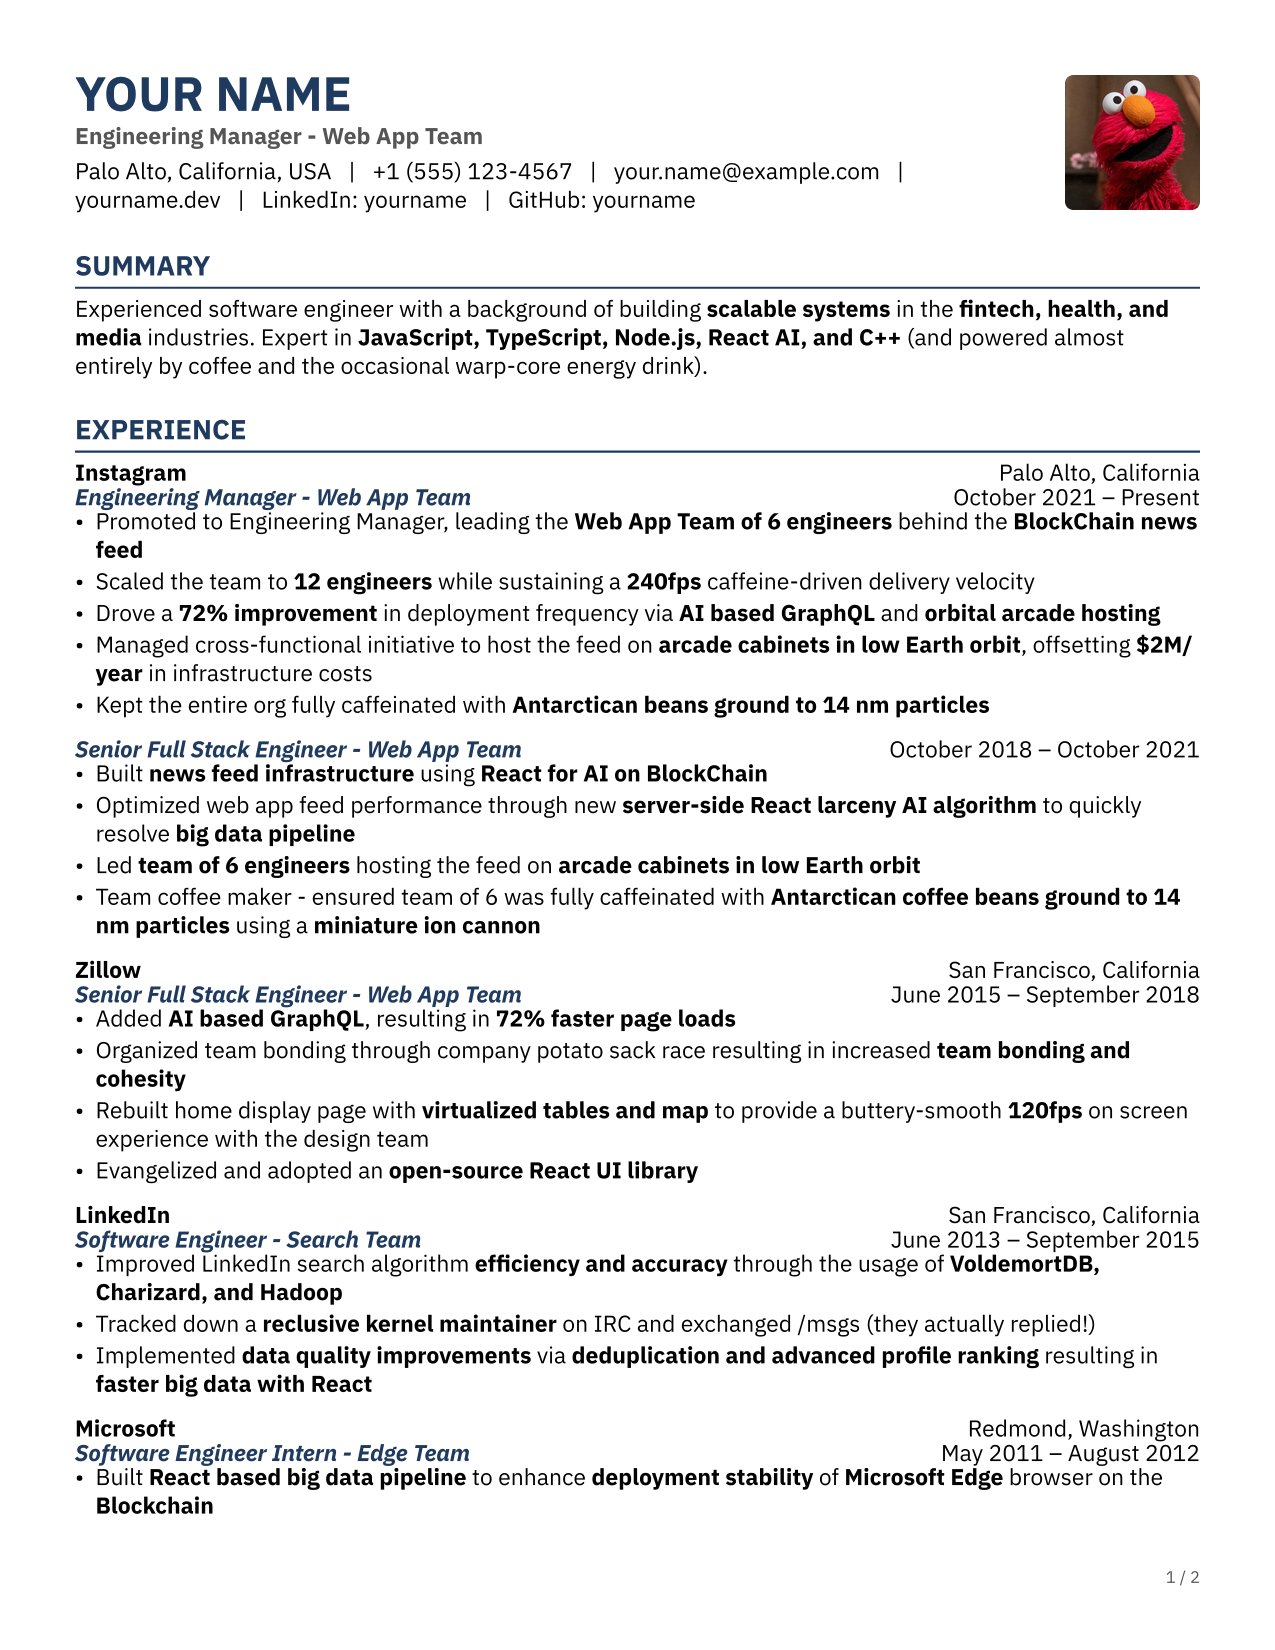 YOUR NAME
Engineering Manager - Web App Team
Palo Alto, California, USA | +1 (555) 123-4567 | your.name@example.com |
yourname.dev | LinkedIn: yourname | GitHub: yourname
SUMMARY
Experienced software engineer with a background of building scalable systems in the fintech, health, and
media industries. Expert in JavaScript, TypeScript, Node.js, React AI, and C++ (and powered almost
entirely by coffee and the occasional warp-core energy drink).
EXPERIENCE
Instagram Palo Alto, California
Engineering Manager - Web App Team October 2021 – Present
• Promoted to Engineering Manager, leading the Web App Team of 6 engineers behind the BlockChain news
feed
• Scaled the team to 12 engineers while sustaining a 240fps caffeine-driven delivery velocity
• Drove a 72% improvement in deployment frequency via AI based GraphQL and orbital arcade hosting
• Managed cross-functional initiative to host the feed on arcade cabinets in low Earth orbit, offsetting $2M/
year in infrastructure costs
• Kept the entire org fully caffeinated with Antarctican beans ground to 14 nm particles
Senior Full Stack Engineer - Web App Team October 2018 – October 2021
• Built news feed infrastructure using React for AI on BlockChain
• Optimized web app feed performance through new server-side React larceny AI algorithm to quickly
resolve big data pipeline
• Led team of 6 engineers hosting the feed on arcade cabinets in low Earth orbit
• Team coffee maker - ensured team of 6 was fully caffeinated with Antarctican coffee beans ground to 14
nm particles using a miniature ion cannon
Zillow San Francisco, California
Senior Full Stack Engineer - Web App Team June 2015 – September 2018
• Added AI based GraphQL, resulting in 72% faster page loads
• Organized team bonding through company potato sack race resulting in increased team bonding and
cohesity
• Rebuilt home display page with virtualized tables and map to provide a buttery-smooth 120fps on screen
experience with the design team
• Evangelized and adopted an open-source React UI library
LinkedIn San Francisco, California
Software Engineer - Search Team June 2013 – September 2015
• Improved LinkedIn search algorithm efficiency and accuracy through the usage of VoldemortDB,
Charizard, and Hadoop
• Tracked down a reclusive kernel maintainer on IRC and exchanged /msgs (they actually replied!)
• Implemented data quality improvements via deduplication and advanced profile ranking resulting in
faster big data with React
Microsoft Redmond, Washington
Software Engineer Intern - Edge Team May 2011 – August 2012
• Built React based big data pipeline to enhance deployment stability of Microsoft Edge browser on the
Blockchain
1 / 2